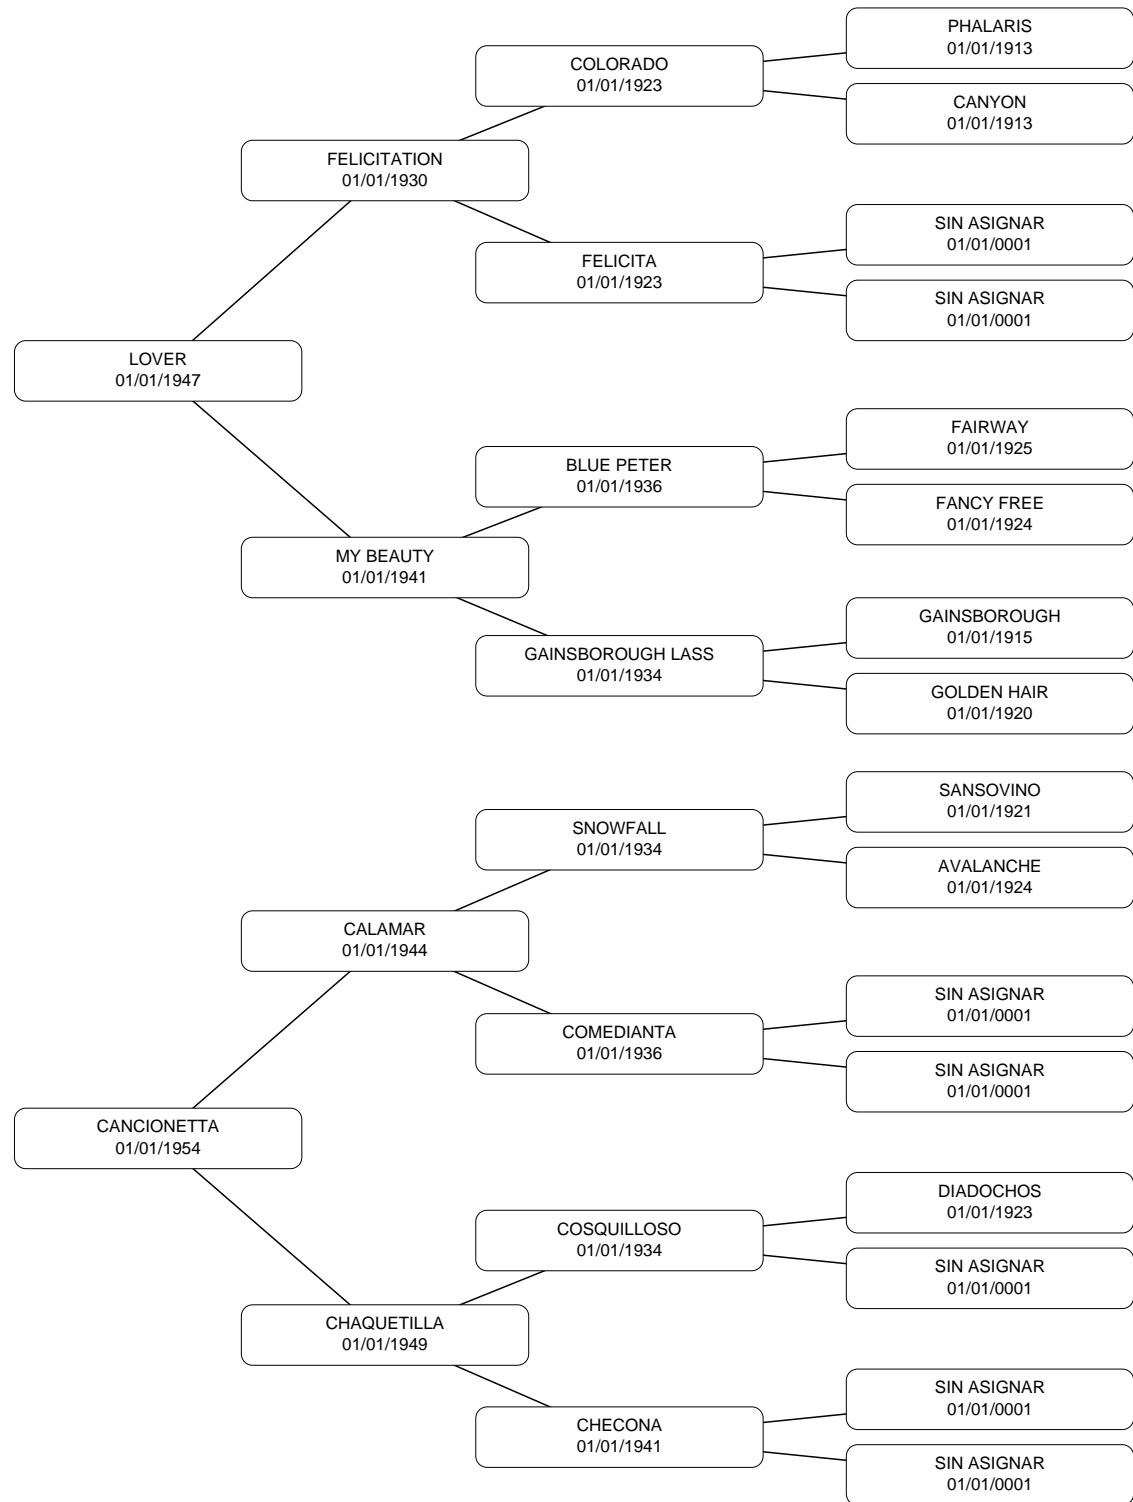 PHALARIS
01/01/1913
COLORADO
01/01/1923
CANYON
01/01/1913
FELICITATION
01/01/1930
SIN ASIGNAR
01/01/0001
FELICITA
01/01/1923
SIN ASIGNAR
01/01/0001
LOVER
01/01/1947
FAIRWAY
01/01/1925
BLUE PETER
01/01/1936
FANCY FREE
01/01/1924
MY BEAUTY
01/01/1941
GAINSBOROUGH
01/01/1915
GAINSBOROUGH LASS
01/01/1934
GOLDEN HAIR
01/01/1920
SANSOVINO
01/01/1921
SNOWFALL
01/01/1934
AVALANCHE
01/01/1924
CALAMAR
01/01/1944
SIN ASIGNAR
01/01/0001
COMEDIANTA
01/01/1936
SIN ASIGNAR
01/01/0001
CANCIONETTA
01/01/1954
DIADOCHOS
01/01/1923
COSQUILLOSO
01/01/1934
SIN ASIGNAR
01/01/0001
CHAQUETILLA
01/01/1949
SIN ASIGNAR
01/01/0001
CHECONA
01/01/1941
SIN ASIGNAR
01/01/0001